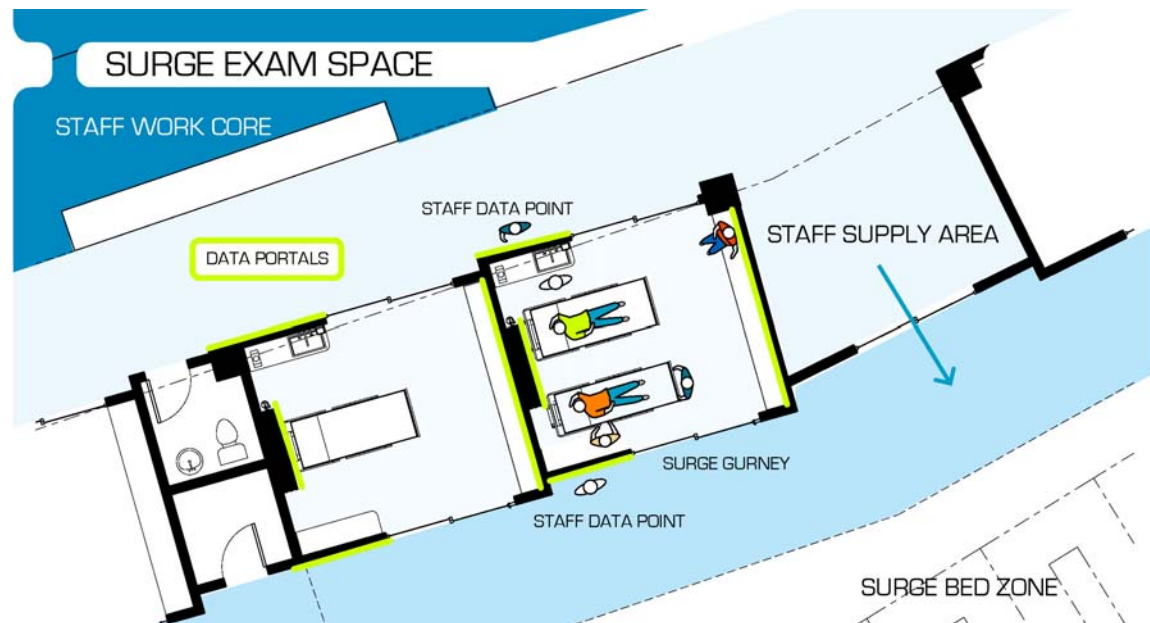 SURGE EXAM SPACE
STAFF WORK CORE
STAFF DATA POINT
STAFF SUPPLY AREA
DATA PORTALS
SURGE GURNEY
STAFF DATA POINT
SURGE BED ZONE